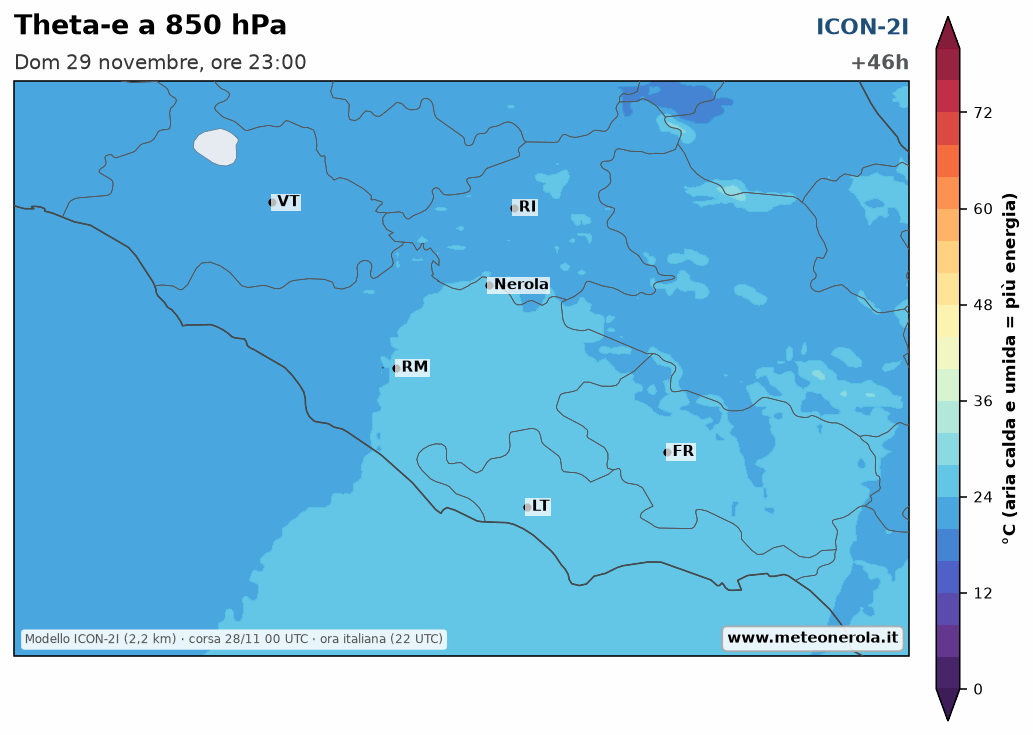 Theta-e a 850 hPa
ICON-2I
Dom 29 novembre, ore 23:00
+46h
VT
RI
Nerola
RM
FR
LT
Modello ICON-2I (2,2 km) · corsa 28/11 00 UTC · ora italiana (22 UTC)
www.meteonerola.it
72
60
48
36
24
12
0
°C (aria calda e umida = più energia)